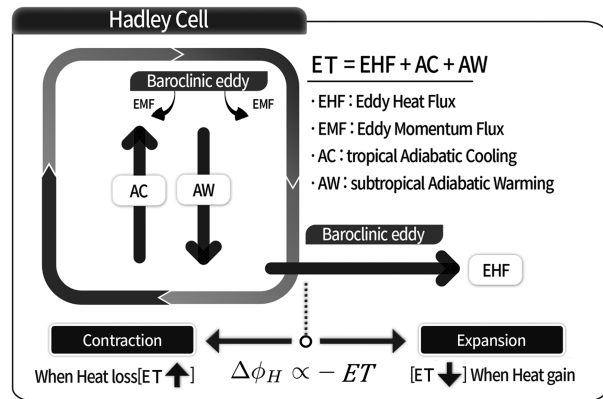 Hadley Cell
Baroclinic eddy
EMF
EMF
AC
AW
ET = EHF + AC + AW
· EHF : Eddy Heat Flux
· EMF : Eddy Momentum Flux
· AC : tropical Adiabatic Cooling
· AW : subtropical Adiabatic Warming
Baroclinic eddy
EHF
Contraction
When Heat loss[ET ↑]
Δϕ_H ∝ − ET
Expansion
[ET ↓] When Heat gain